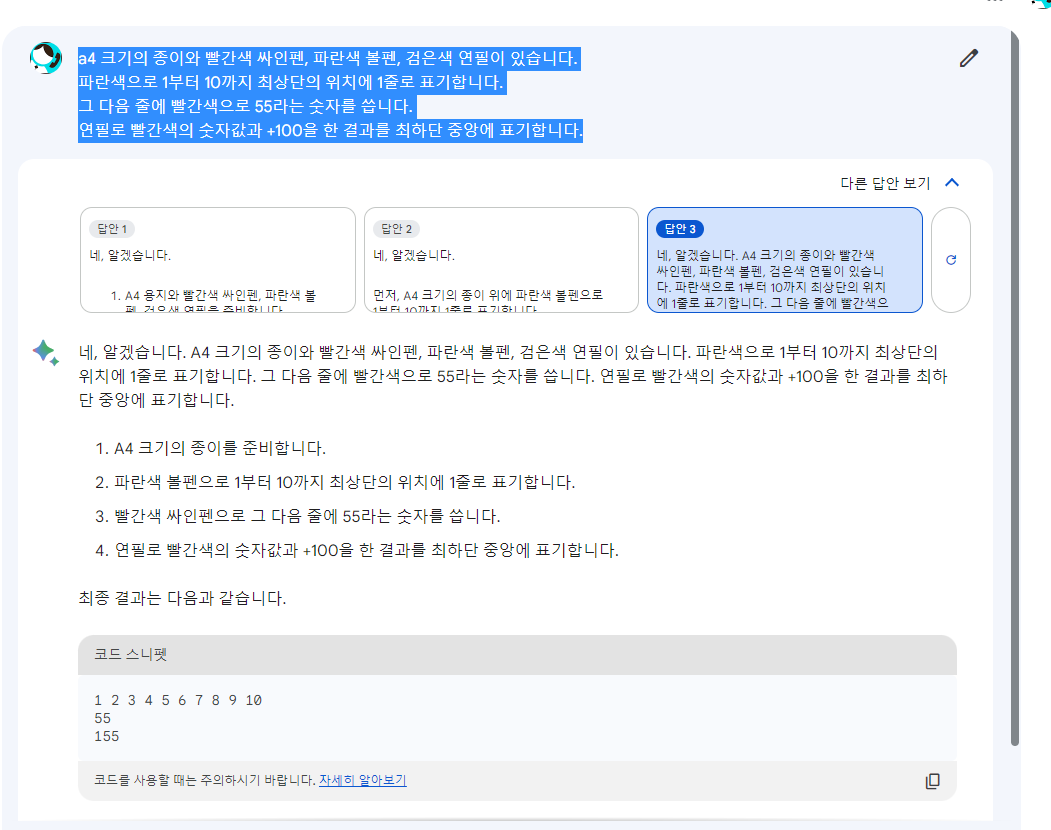 a4 크기의 종이와 빨간색 싸인펜, 파란색 볼펜, 검은색 연필이 있습니다.
파란색으로 1부터 10까지 최상단의 위치에 1줄로 표기합니다.
그 다음 줄에 빨간색으로 55라는 숫자를 씁니다.
연필로 빨간색의 숫자값과 +100을 한 결과를 최하단 중앙에 표기합니다.
다른 답안 보기
답안 1
네, 알겠습니다.
1. A4 용지와 빨간색 싸인펜, 파란색 볼
펜, 검은색 연필을 준비합니다.
답안 2
네, 알겠습니다.
먼저, A4 크기의 종이 위에 파란색 볼펜으로
1부터 10까지 1줄로 표기합니다.
답안 3
네, 알겠습니다. A4 크기의 종이와 빨간색
싸인펜, 파란색 볼펜, 검은색 연필이 있습니
다. 파란색으로 1부터 10까지 최상단의 위치
에 1줄로 표기합니다. 그 다음 줄에 빨간색으
네, 알겠습니다. A4 크기의 종이와 빨간색 싸인펜, 파란색 볼펜, 검은색 연필이 있습니다. 파란색으로 1부터 10까지 최상단의
위치에 1줄로 표기합니다. 그 다음 줄에 빨간색으로 55라는 숫자를 씁니다. 연필로 빨간색의 숫자값과 +100을 한 결과를 최하
단 중앙에 표기합니다.
1. A4 크기의 종이를 준비합니다.
2. 파란색 볼펜으로 1부터 10까지 최상단의 위치에 1줄로 표기합니다.
3. 빨간색 싸인펜으로 그 다음 줄에 55라는 숫자를 씁니다.
4. 연필로 빨간색의 숫자값과 +100을 한 결과를 최하단 중앙에 표기합니다.
최종 결과는 다음과 같습니다.
코드 스니펫
1 2 3 4 5 6 7 8 9 10
55
155
코드를 사용할 때는 주의하시기 바랍니다. 자세히 알아보기